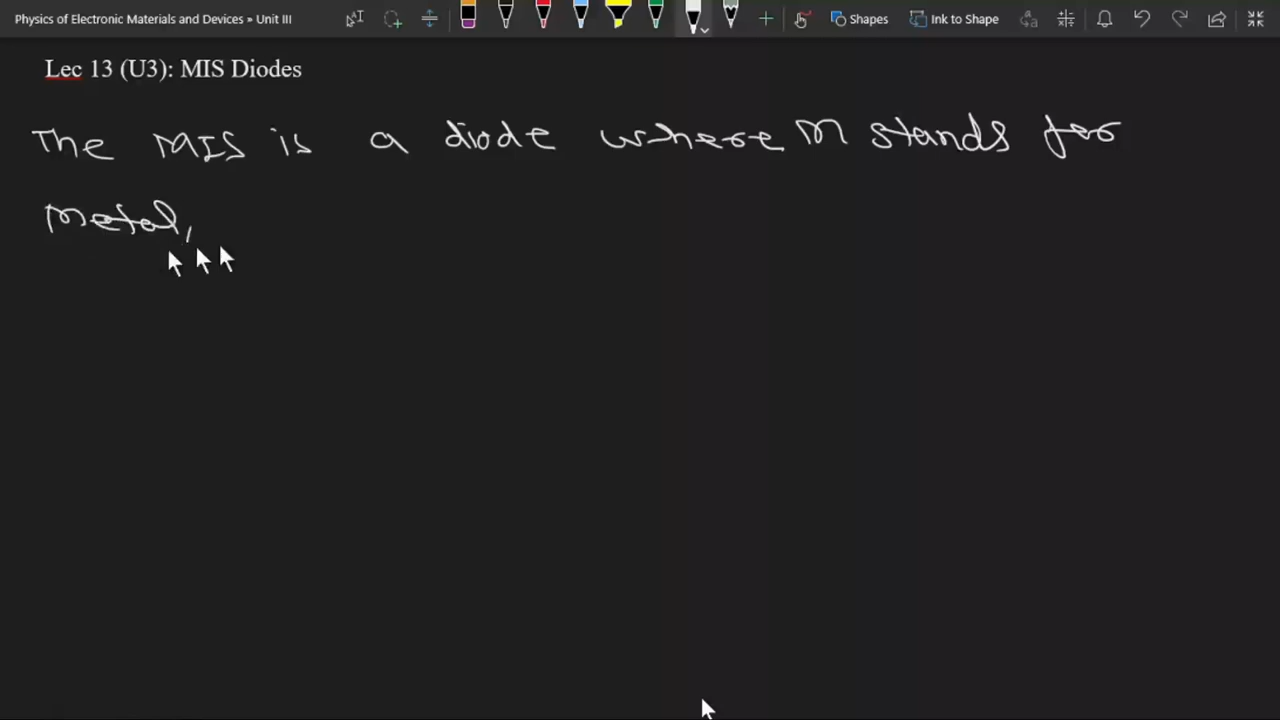 Physics of Electronic Materials and Devices » Unit III
Shapes
Ink to Shape
Lec 13 (U3): MIS Diodes
The MIS is a diode where M stands for
Metal,